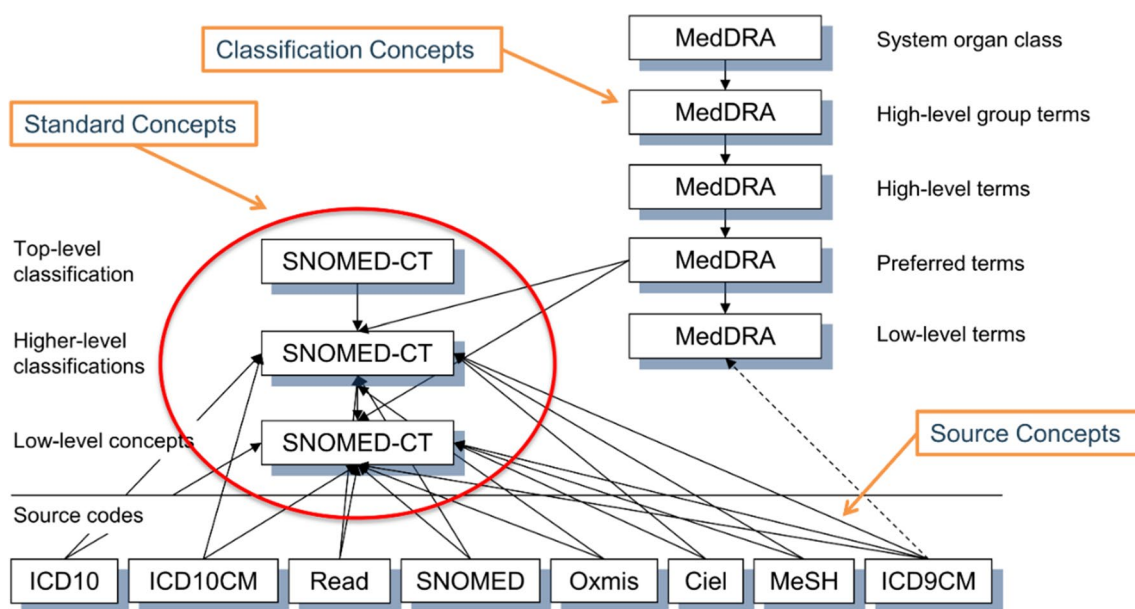 Classification Concepts
MedDRA
System organ class
Standard Concepts
MedDRA
High-level group terms
MedDRA
High-level terms
Top-level
classification
SNOMED-CT
MedDRA
Preferred terms
Higher-level
classifications
SNOMED-CT
MedDRA
Low-level terms
Low-level concepts
SNOMED-CT
Source Concepts
Source codes
ICD10
ICD10CM
Read
SNOMED
Oxmis
Ciel
MeSH
ICD9CM